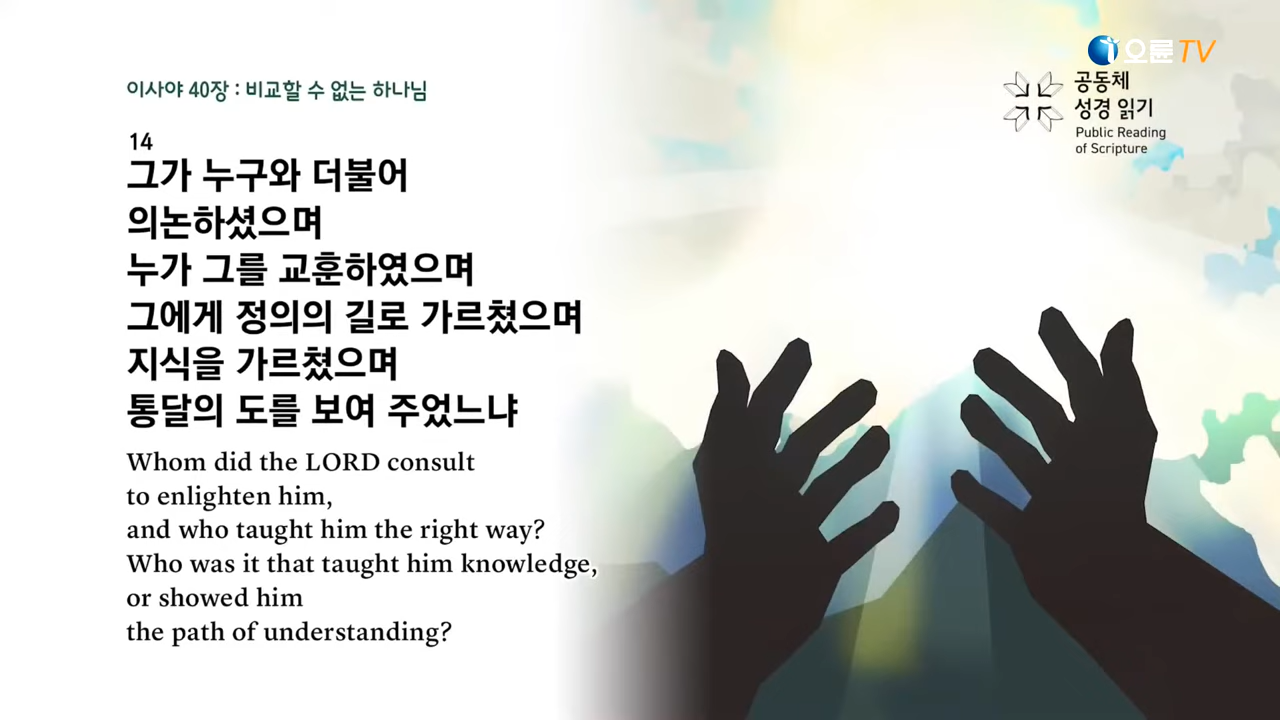 오륜TV
공동체
성경 읽기
Public Reading
of Scripture
이사야 40장 : 비교할 수 없는 하나님
14
그가 누구와 더불어
의논하셨으며
누가 그를 교훈하였으며
그에게 정의의 길로 가르쳤으며
지식을 가르쳤으며
통달의 도를 보여 주었느냐
Whom did the LORD consult
to enlighten him,
and who taught him the right way?
Who was it that taught him knowledge,
or showed him
the path of understanding?